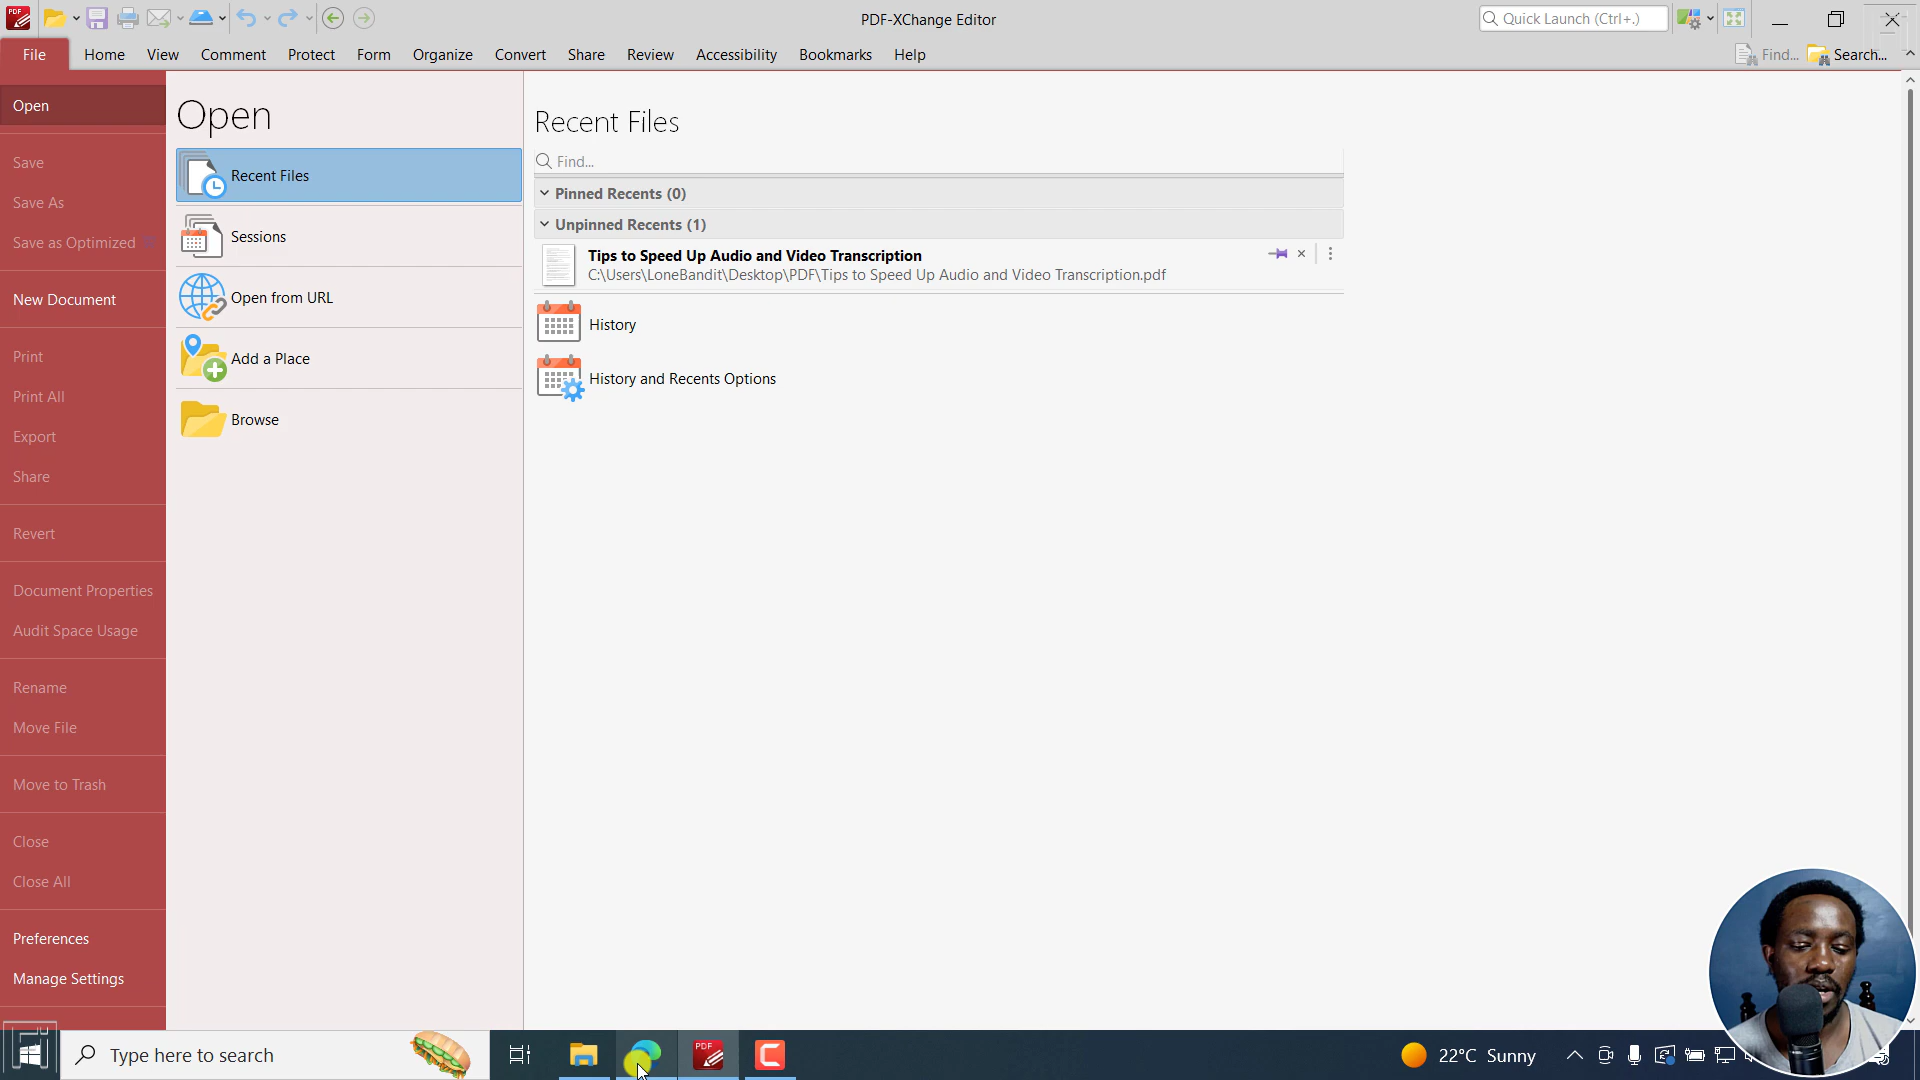 PDF-XChange Editor
Quick Launch (Ctrl+.)
File
Home
View
Comment
Protect
Form
Organize
Convert
Share
Review
Accessibility
Bookmarks
Help
Find...
Search...
Open
Save
Save As
Save as Optimized
New Document
Print
Print All
Export
Share
Revert
Document Properties
Audit Space Usage
Rename
Move File
Move to Trash
Close
Close All
Preferences
Manage Settings
Open
Recent Files
Sessions
Open from URL
Add a Place
Browse
Recent Files
Find...
Pinned Recents (0)
Unpinned Recents (1)
Tips to Speed Up Audio and Video Transcription
C:\Users\LoneBandit\Desktop\PDF\Tips to Speed Up Audio and Video Transcription.pdf
History
History and Recents Options
Type here to search
PDF
22°C Sunny